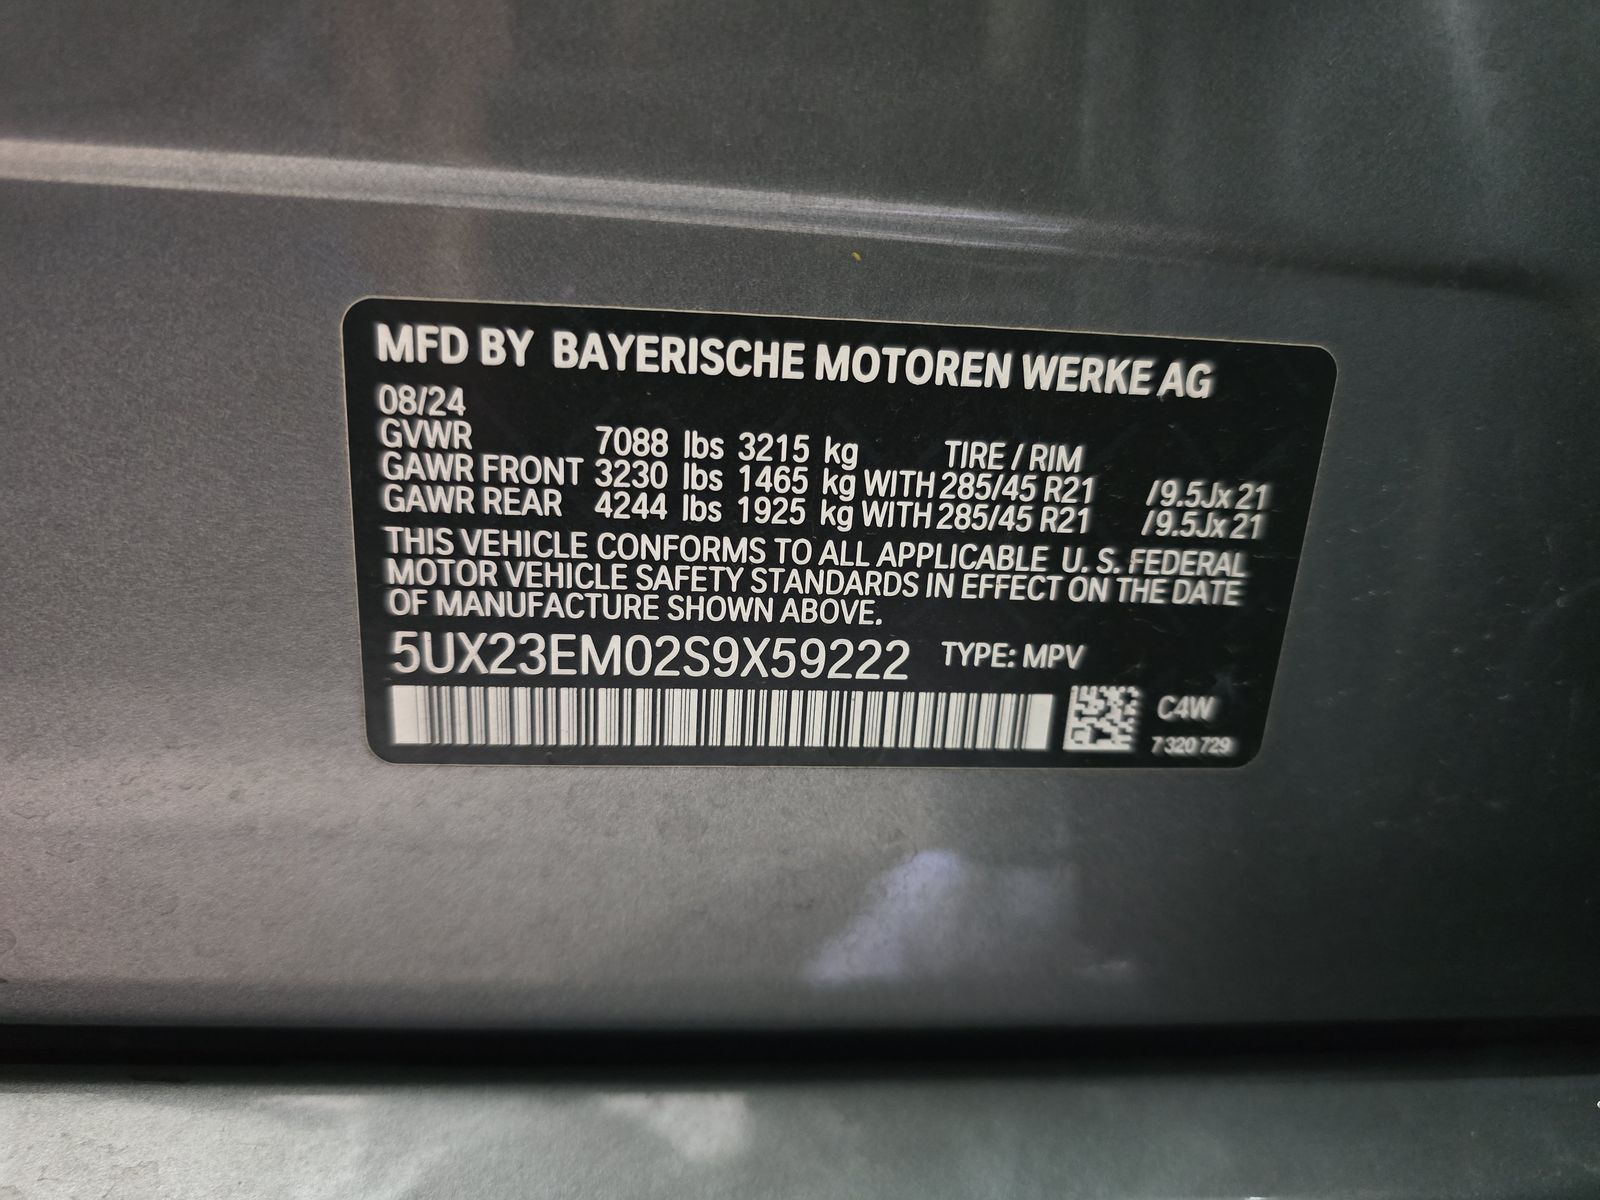 MFD BY BAYERISCHE MOTOREN WERKE AG
08/24
GVWR 7088 lbs 3215 kg TIRE / RIM
GAWR FRONT 3230 lbs 1465 kg WITH 285/45 R21 /9.5Jx21
GAWR REAR 4244 lbs 1925 kg WITH 285/45 R21 /9.5Jx21
THIS VEHICLE CONFORMS TO ALL APPLICABLE U. S. FEDERAL
MOTOR VEHICLE SAFETY STANDARDS IN EFFECT ON THE DATE
OF MANUFACTURE SHOWN ABOVE.
5UX23EM02S9X59222 TYPE: MPV
C4W
7 320 729